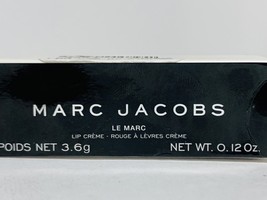 MARC JACOBS
LE MARC
LIP CRÈME - ROUGE À LÈVRES CRÈME
POIDS NET 3.6g NET WT. 0.12 Oz.